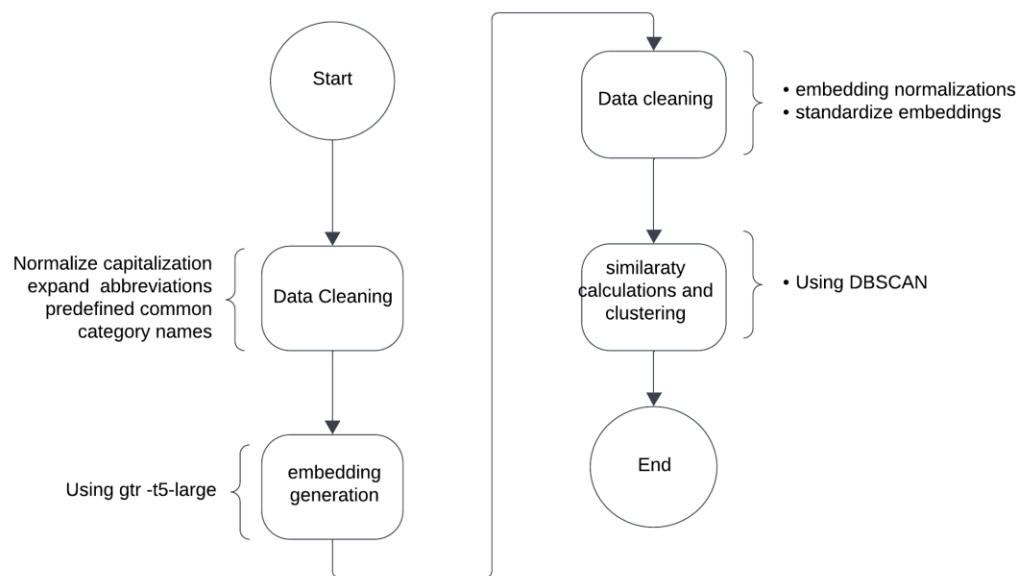 Start
Normalize capitalization
expand abbreviations
predefined common
category names
Data Cleaning
Using gtr -t5-large
embedding
generation
Data cleaning
• embedding normalizations
• standardize embeddings
similaraty
calculations and
clustering
• Using DBSCAN
End